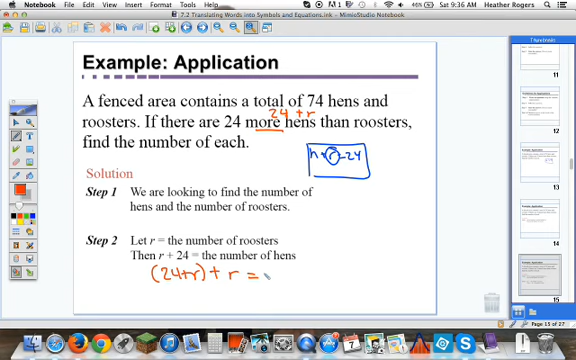 Notebook File Edit View Insert Format Page Tools Help 46% Sat 9:36 AM Heather Rogers
7.2 Translating Words into Symbols and Equations.ink - MimioStudio Notebook
Example: Application
A fenced area contains a total of 74 hens and
24 + r
roosters. If there are 24 more hens than roosters,
find the number of each.
Solution
Step 1 We are looking to find the number of
hens and the number of roosters.
Step 2 Let r = the number of roosters
Then r + 24 = the number of hens
(24+r) + r =
11
12
13
14
15
Page 15 of 27